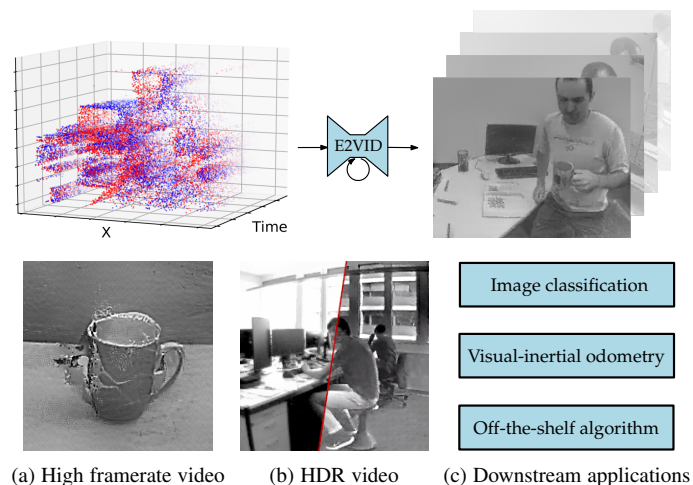 E2VID
X
Time
Image classification
Visual-inertial odometry
Off-the-shelf algorithm
(a) High framerate video
(b) HDR video
(c) Downstream applications